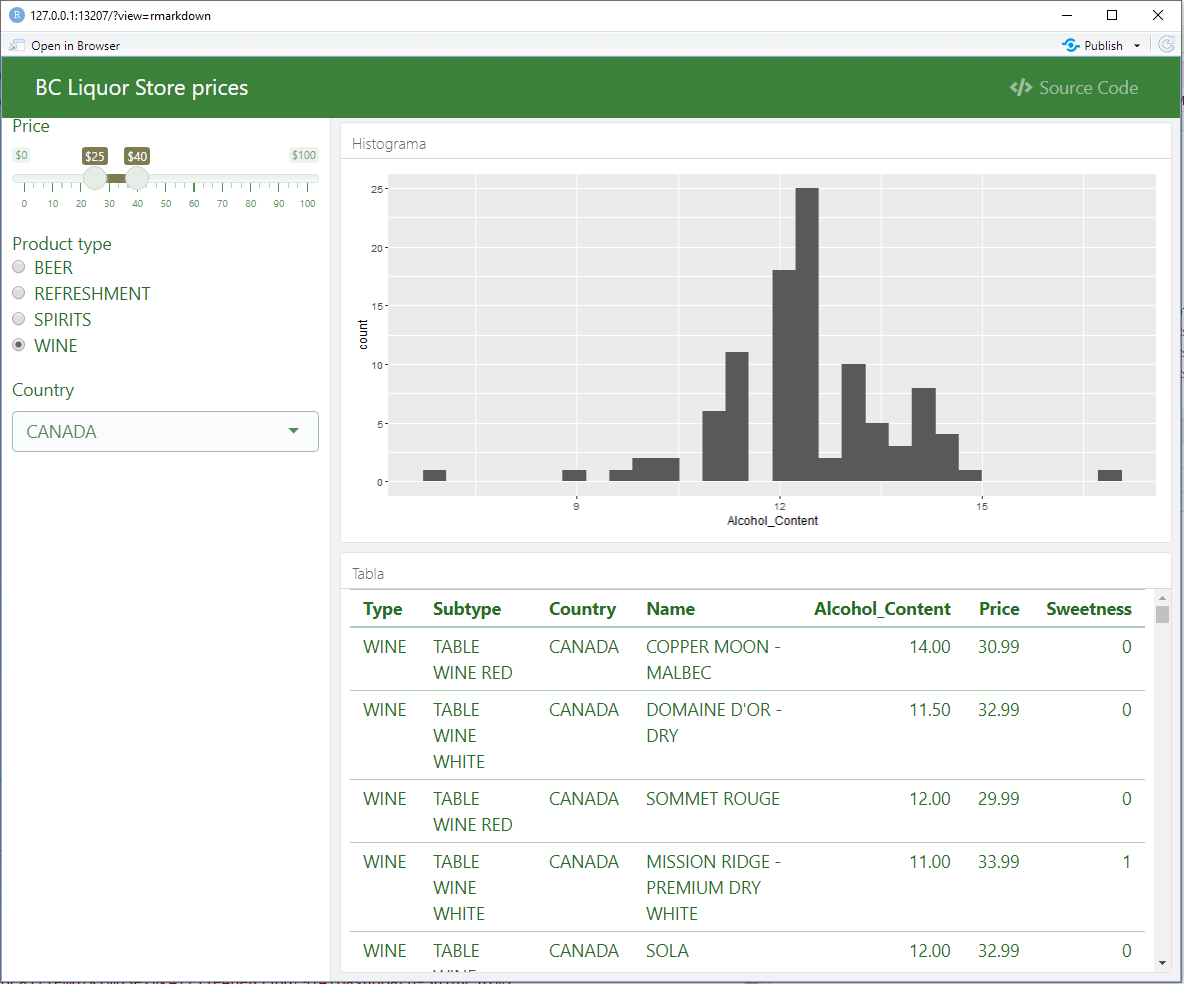 127.0.0.1:13207/?view=rmarkdown
Open in Browser
Publish
BC Liquor Store prices
Source Code
Price
$0 $25 $40 $100
0 10 20 30 40 50 60 70 80 90 100
Product type
BEER
REFRESHMENT
SPIRITS
WINE
Country
CANADA
Histograma
25
20
15
10
5
0
count
9 12 15
Alcohol_Content
Tabla
Type Subtype Country Name Alcohol_Content Price Sweetness
WINE TABLE CANADA COPPER MOON - 14.00 30.99 0
WINE RED MALBEC
WINE TABLE CANADA DOMAINE D'OR - 11.50 32.99 0
WINE DRY
WHITE
WINE TABLE CANADA SOMMET ROUGE 12.00 29.99 0
WINE RED
WINE TABLE CANADA MISSION RIDGE - 11.00 33.99 1
WINE PREMIUM DRY
WHITE WHITE
WINE TABLE CANADA SOLA 12.00 32.99 0